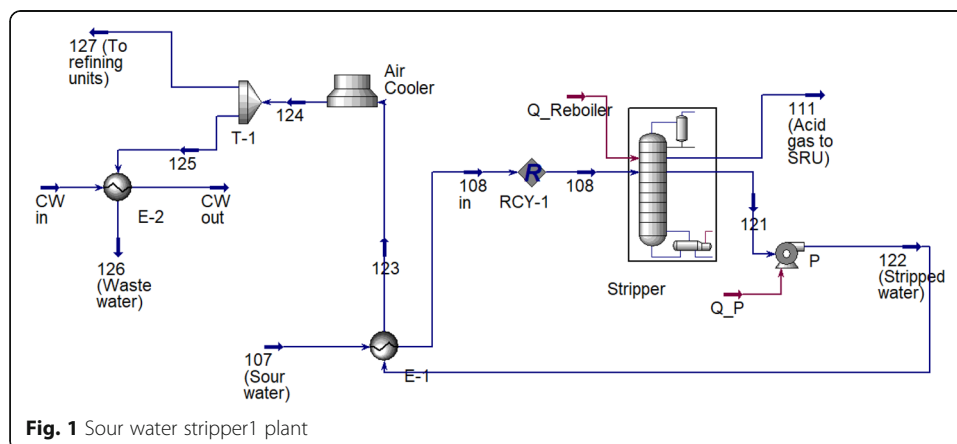 127 (To
refining
units)
T-1
124
Air
Cooler
125
CW
in
E-2
CW
out
126
(Waste
water)
123
107
(Sour
water)
E-1
108
in
R
RCY-1
108
Q_Reboiler
Stripper
111
(Acid
gas to
SRU)
121
P
Q_P
122
(Stripped
water)
Fig. 1 Sour water stripper1 plant